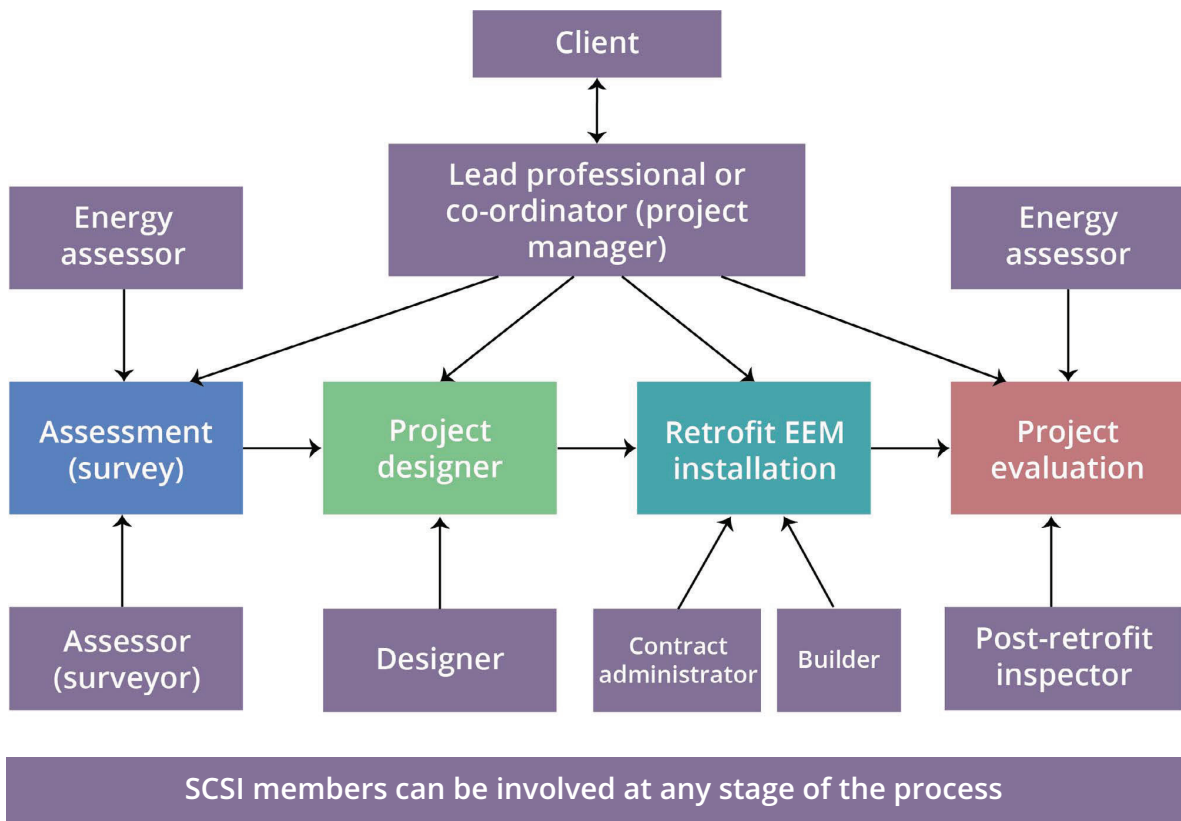 Client
Lead professional or
co-ordinator (project
manager)
Energy
assessor
Energy
assessor
Assessment
(survey)
Project
designer
Retrofit EEM
installation
Project
evaluation
Assessor
(surveyor)
Designer
Contract
administrator
Builder
Post-retrofit
inspector
SCSI members can be involved at any stage of the process